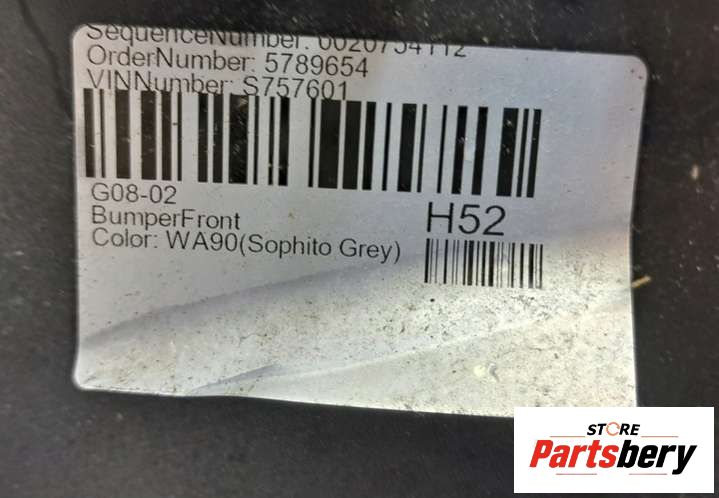 SequenceNumber: 0020754112
OrderNumber: 5789654
VINNumber: S757601
G08-02
BumperFront
Color: WA90(Sophito Grey)
H52
STORE
Partsbery